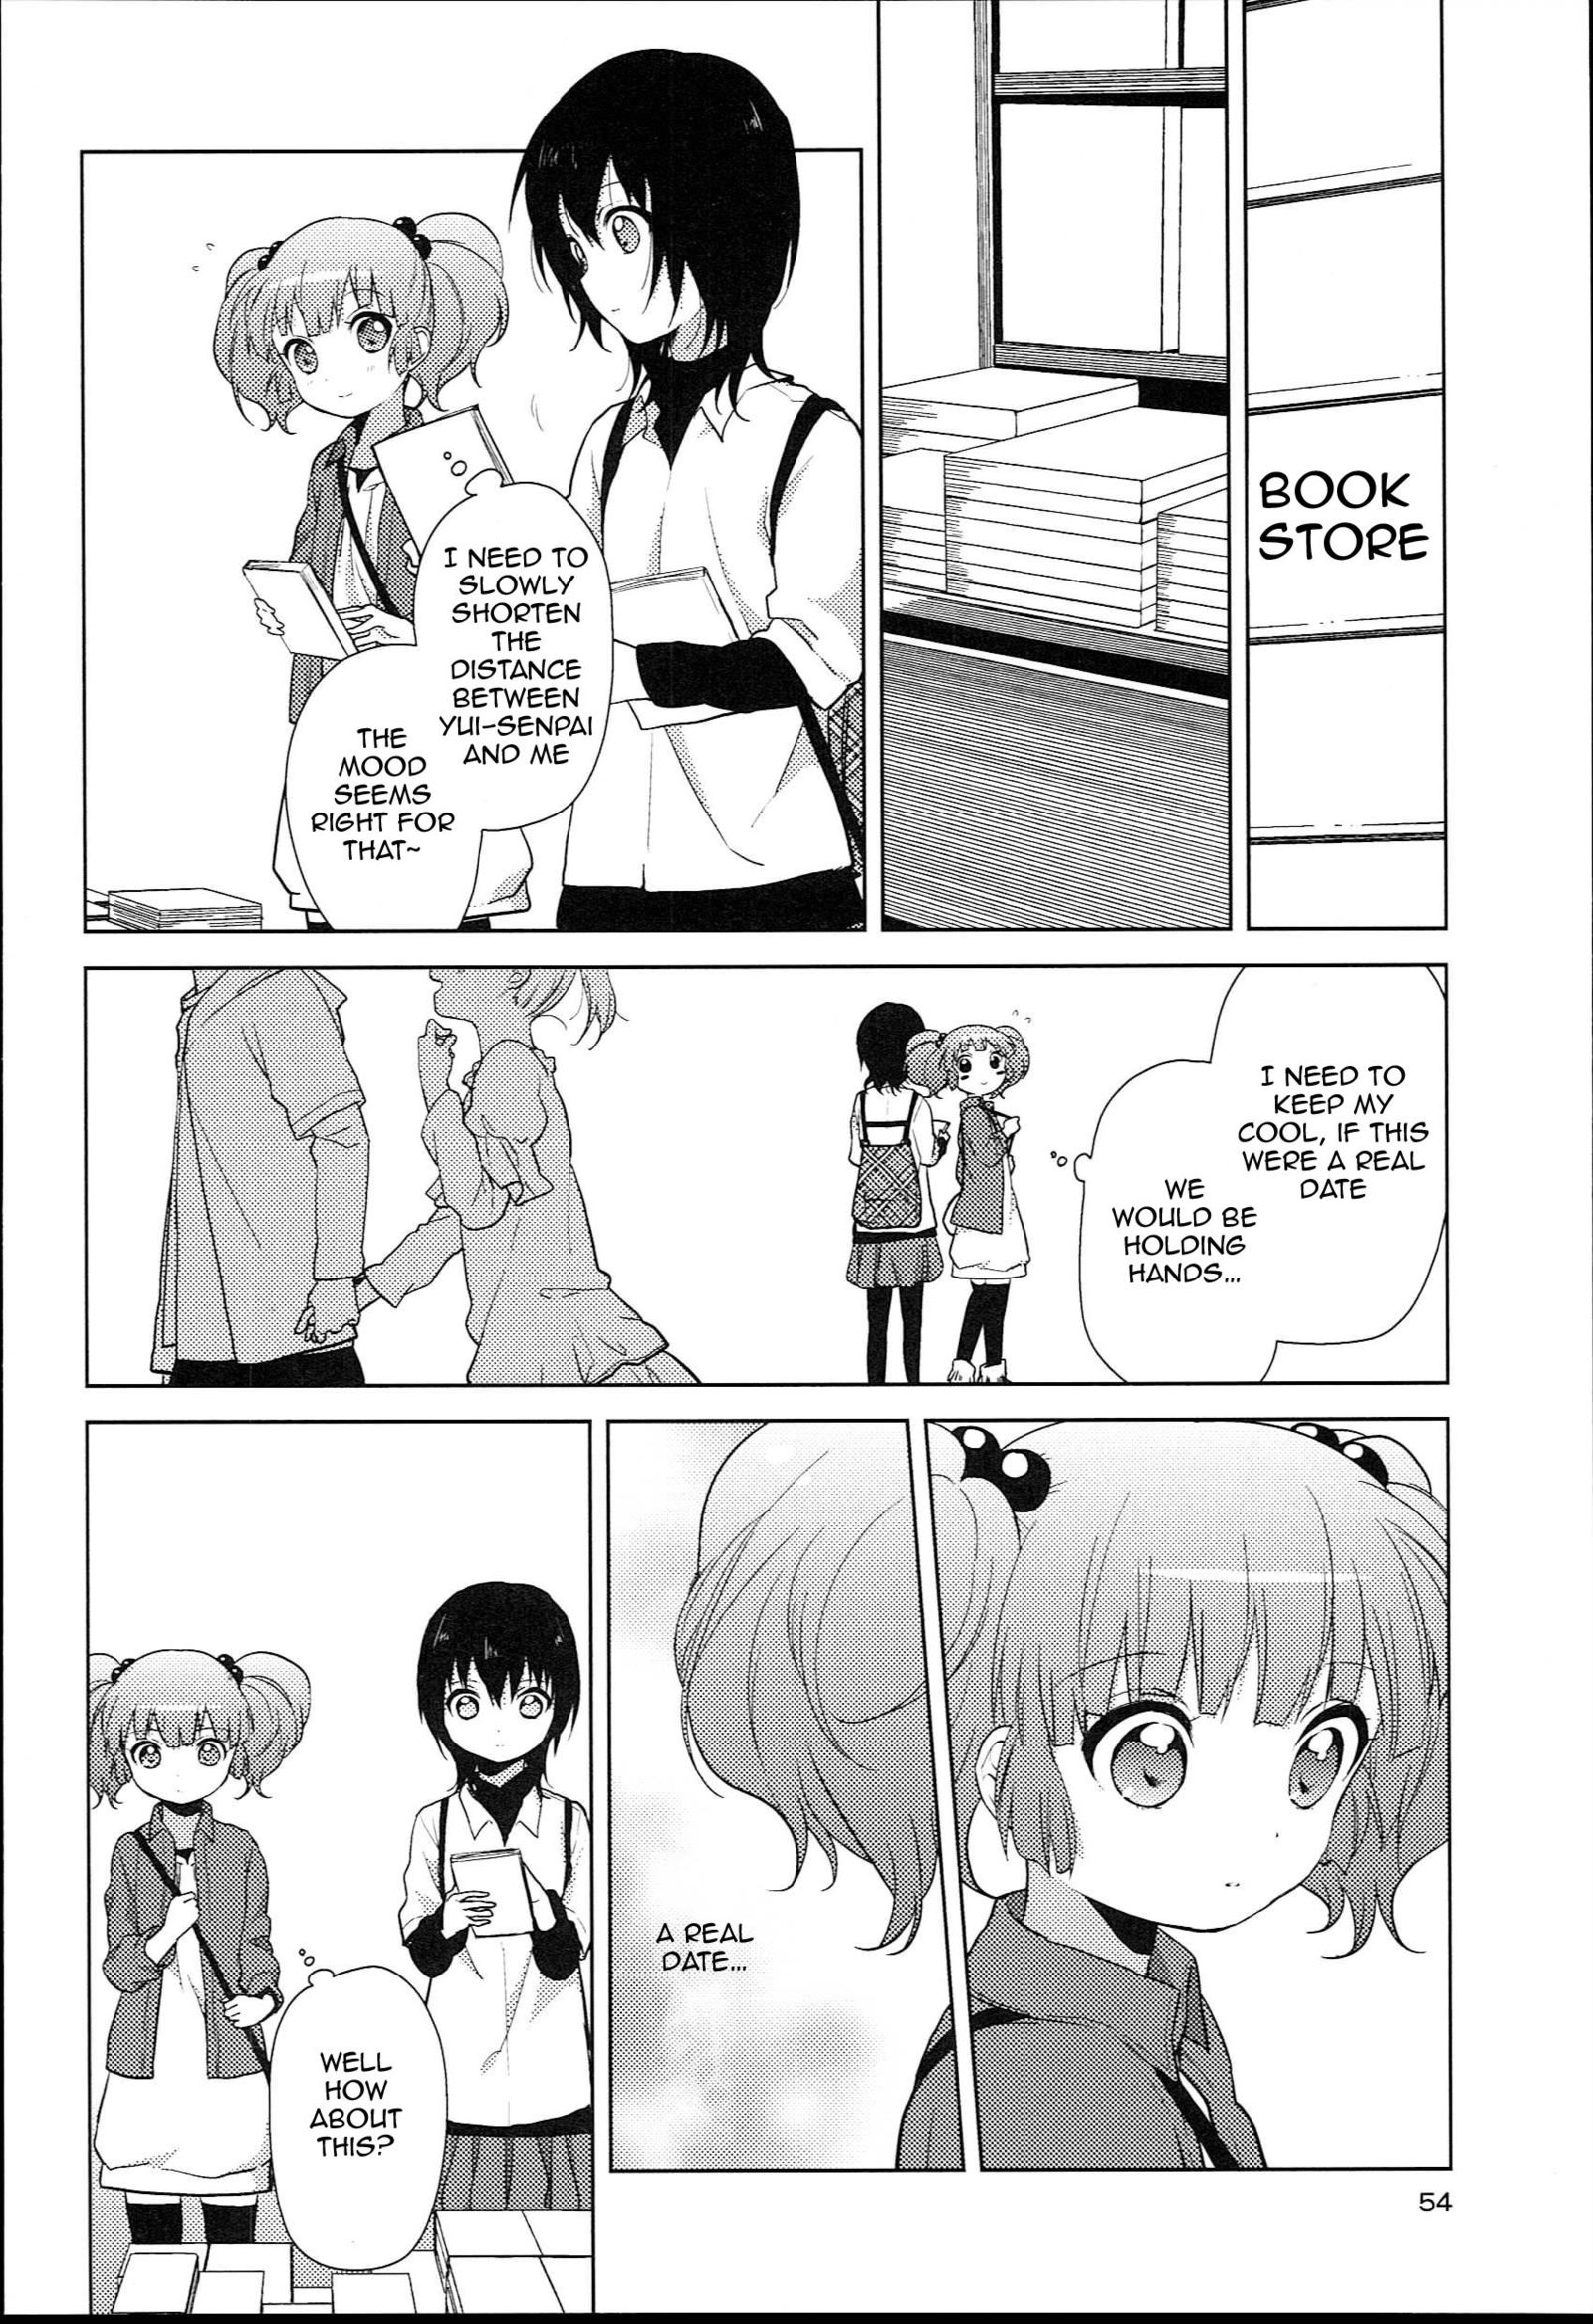 BOOK
STORE
I NEED TO
SLOWLY
SHORTEN
THE
DISTANCE
BETWEEN
YUI-SENPAI
AND ME
THE
MOOD
SEEMS
RIGHT FOR
THAT~
I NEED TO
KEEP MY
COOL, IF THIS
WERE A REAL
DATE
WE
WOULD BE
HOLDING
HANDS...
A REAL
DATE...
WELL
HOW
ABOUT
THIS?
54